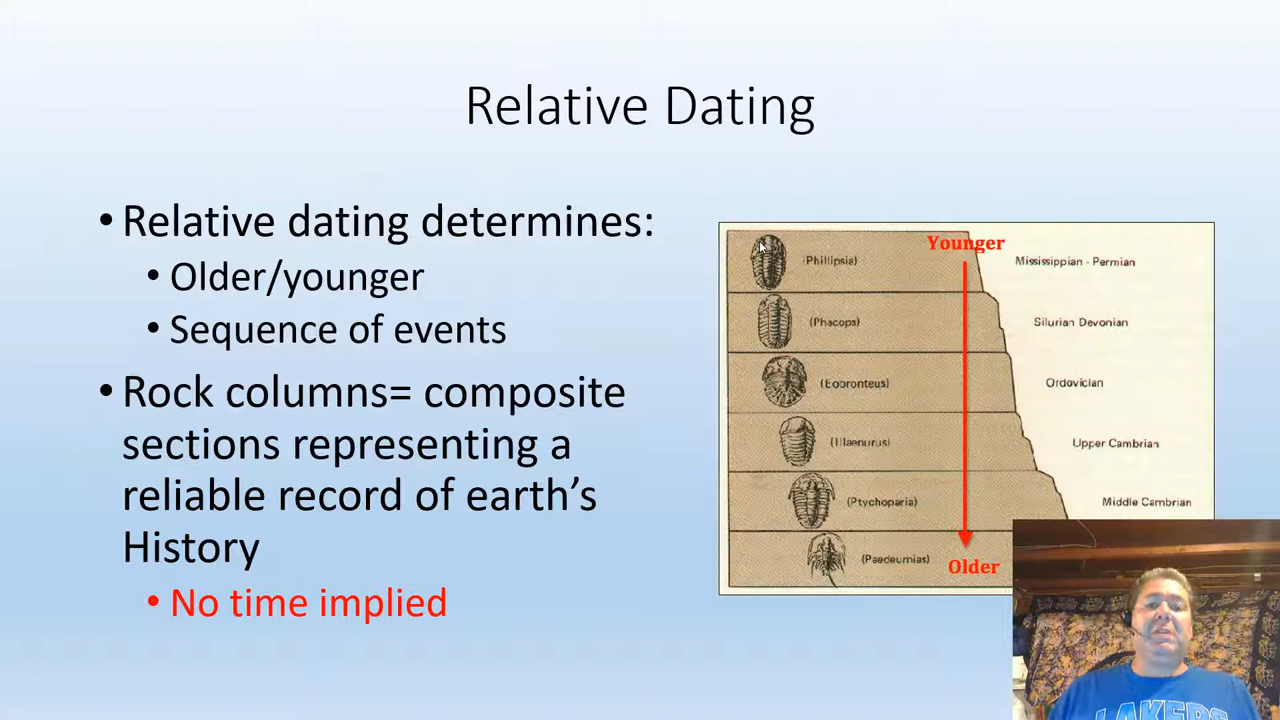 Relative Dating
• Relative dating determines:
• Older/younger
• Sequence of events
• Rock columns= composite
sections representing a
reliable record of earth's
History
• No time implied
Younger
(Phillipsia)
Mississippian - Permian
(Phacops)
Silurian Devonian
(Eobronteus)
Ordovician
(Illaenurus)
Upper Cambrian
(Ptychoparia)
Middle Cambrian
(Paedeumias)
Older
LAKERS